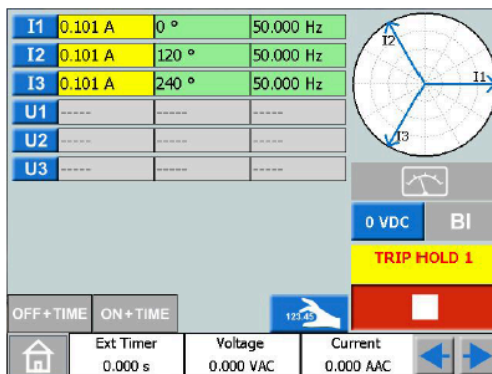 I1 0.101 A 0 ° 50.000 Hz
I2 0.101 A 120 ° 50.000 Hz
I3 0.101 A 240 ° 50.000 Hz
U1 ----- ----- -----
U2 ----- ----- -----
U3 ----- ----- -----
I2
I1
I3
0 VDC BI
TRIP HOLD 1
OFF+TIME ON+TIME 123.45
Ext Timer Voltage Current
0.000 s 0.000 VAC 0.000 AAC